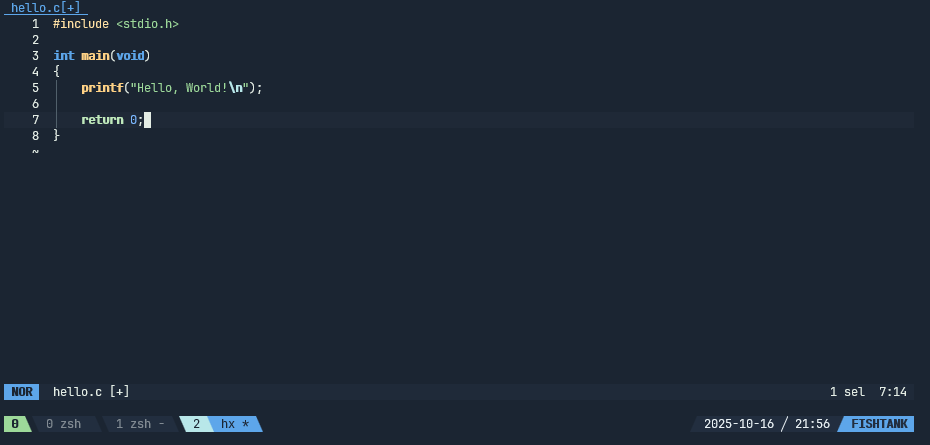 hello.c[+]
1 #include <stdio.h>
2
3 int main(void)
4 {
5     printf("Hello, World!\n");
6
7     return 0;
8 }
~
NOR hello.c [+] 1 sel 7:14
0 0 zsh 1 zsh - 2 hx * 2025-10-16 / 21:56 FISHTANK